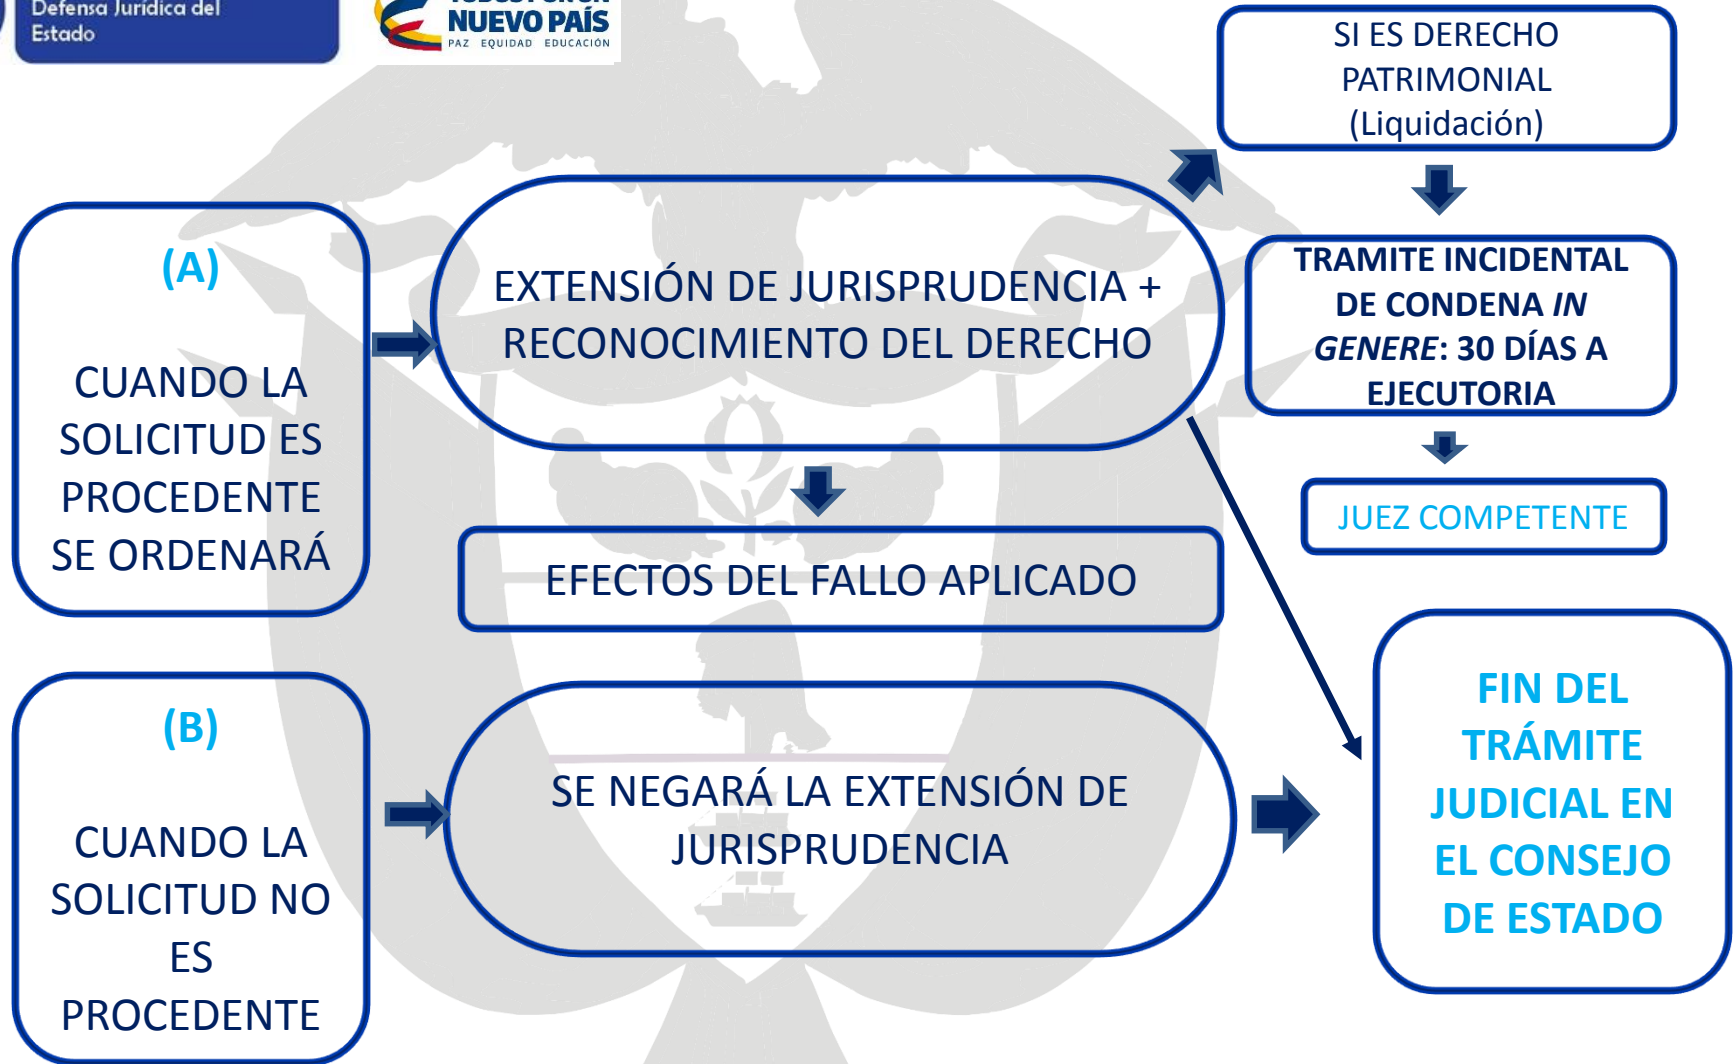 Defensa Jurídica del
Estado
NUEVO PAÍS
PAZ EQUIDAD EDUCACIÓN
SI ES DERECHO
PATRIMONIAL
(Liquidación)
(A)
CUANDO LA
SOLICITUD ES
PROCEDENTE
SE ORDENARÁ
EXTENSIÓN DE JURISPRUDENCIA +
RECONOCIMIENTO DEL DERECHO
TRAMITE INCIDENTAL
DE CONDENA IN
GENERE: 30 DÍAS A
EJECUTORIA
JUEZ COMPETENTE
EFECTOS DEL FALLO APLICADO
(B)
CUANDO LA
SOLICITUD NO
ES
PROCEDENTE
SE NEGARÁ LA EXTENSIÓN DE
JURISPRUDENCIA
FIN DEL
TRÁMITE
JUDICIAL EN
EL CONSEJO
DE ESTADO